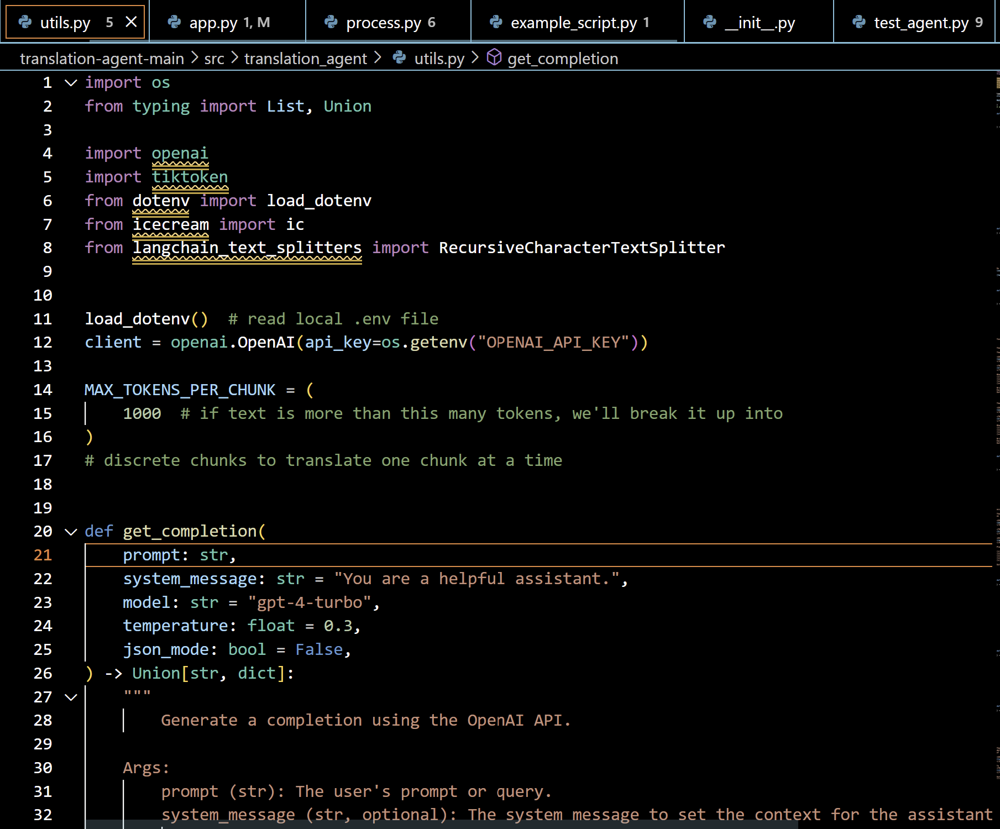 utils.py 5 app.py 1, M process.py 6 example_script.py 1 __init__.py test_agent.py 9
translation-agent-main > src > translation_agent > utils.py > get_completion
1 import os
2 from typing import List, Union
3
4 import openai
5 import tiktoken
6 from dotenv import load_dotenv
7 from icecream import ic
8 from langchain_text_splitters import RecursiveCharacterTextSplitter
9
10
11 load_dotenv()  # read local .env file
12 client = openai.OpenAI(api_key=os.getenv("OPENAI_API_KEY"))
13
14 MAX_TOKENS_PER_CHUNK = (
15     1000  # if text is more than this many tokens, we'll break it up into
16 )
17 # discrete chunks to translate one chunk at a time
18
19
20 def get_completion(
21     prompt: str,
22     system_message: str = "You are a helpful assistant.",
23     model: str = "gpt-4-turbo",
24     temperature: float = 0.3,
25     json_mode: bool = False,
26 ) -> Union[str, dict]:
27     """
28         Generate a completion using the OpenAI API.
29
30     Args:
31         prompt (str): The user's prompt or query.
32         system_message (str, optional): The system message to set the context for the assistant